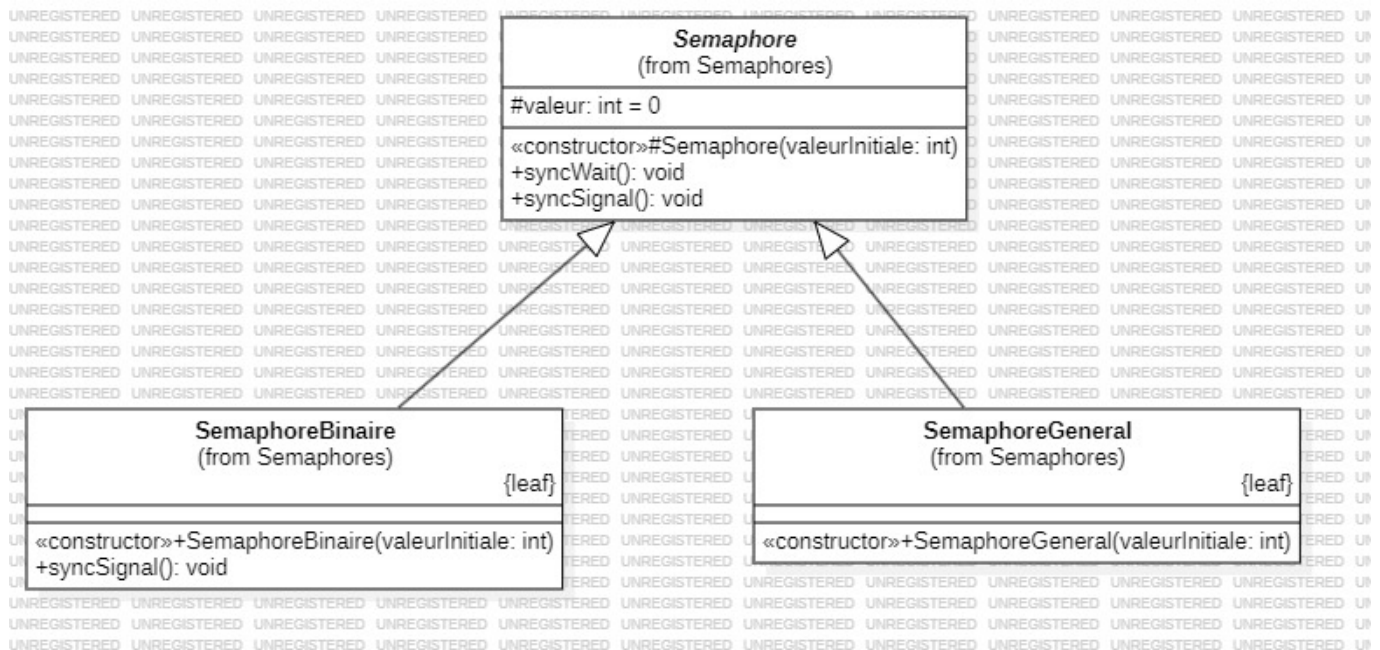 Semaphore
(from Semaphores)
#valeur: int = 0
«constructor»#Semaphore(valeurInitiale: int)
+syncWait(): void
+syncSignal(): void
SemaphoreBinaire
(from Semaphores)
{leaf}
«constructor»+SemaphoreBinaire(valeurInitiale: int)
+syncSignal(): void
SemaphoreGeneral
(from Semaphores)
{leaf}
«constructor»+SemaphoreGeneral(valeurInitiale: int)
UNREGISTERED